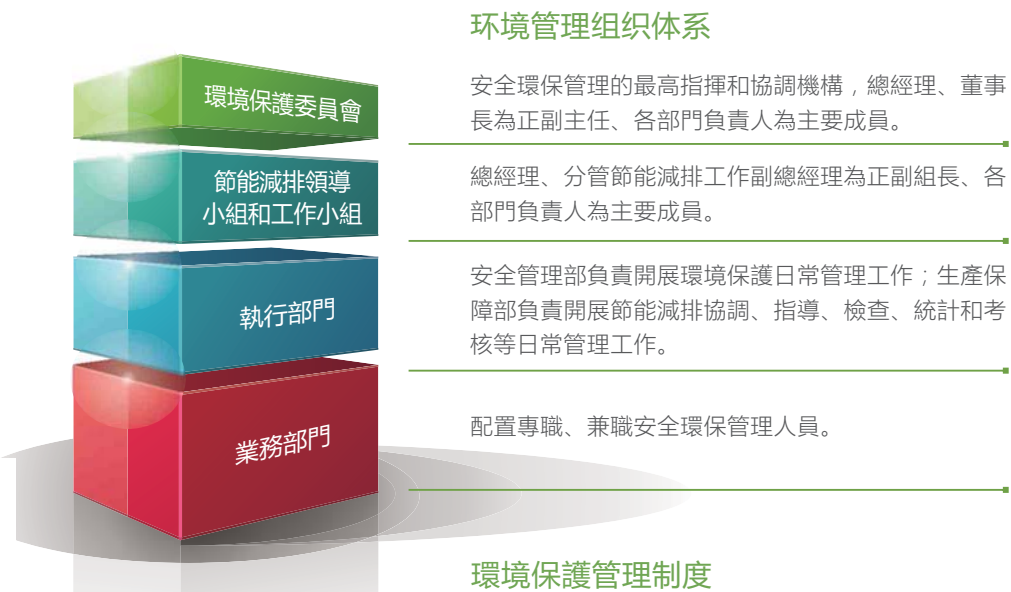 环境管理组织体系
環境保護委員會
安全環保管理的最高指揮和協調機構，總經理、董事
長為正副主任、各部門負責人為主要成員。
節能減排領導
小組和工作小組
總經理、分管節能減排工作副總經理為正副組長、各
部門負責人為主要成員。
執行部門
安全管理部負責開展環境保護日常管理工作；生產保
障部負責開展節能減排協調、指導、檢查、統計和考
核等日常管理工作。
業務部門
配置專職、兼職安全環保管理人員。
環境保護管理制度